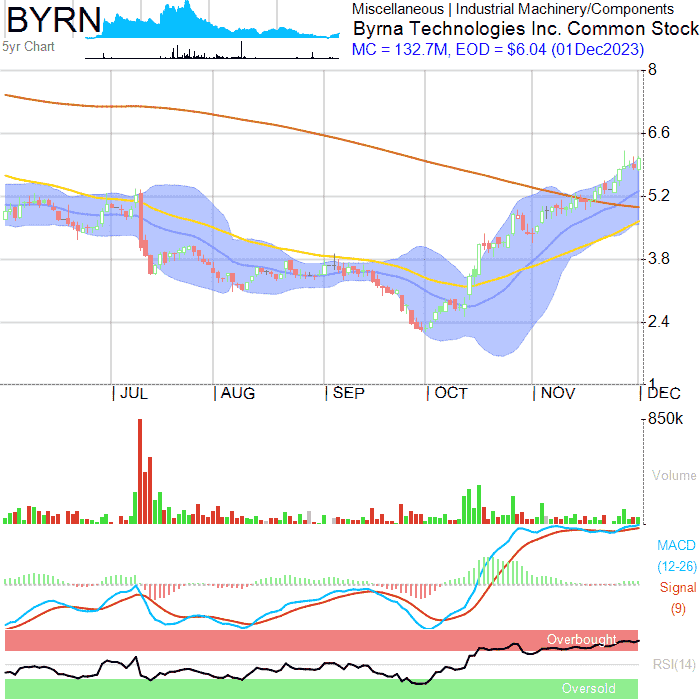 BYRN
5yr Chart
Miscellaneous | Industrial Machinery/Components
Byrna Technologies Inc. Common Stock
MC = 132.7M, EOD = $6.04 (01Dec2023)
8
6.6
5.2
3.8
2.4
1
JUL AUG SEP OCT NOV DEC
850k
Volume
MACD
(12-26)
Signal
(9)
Overbought
RSI(14)
Oversold